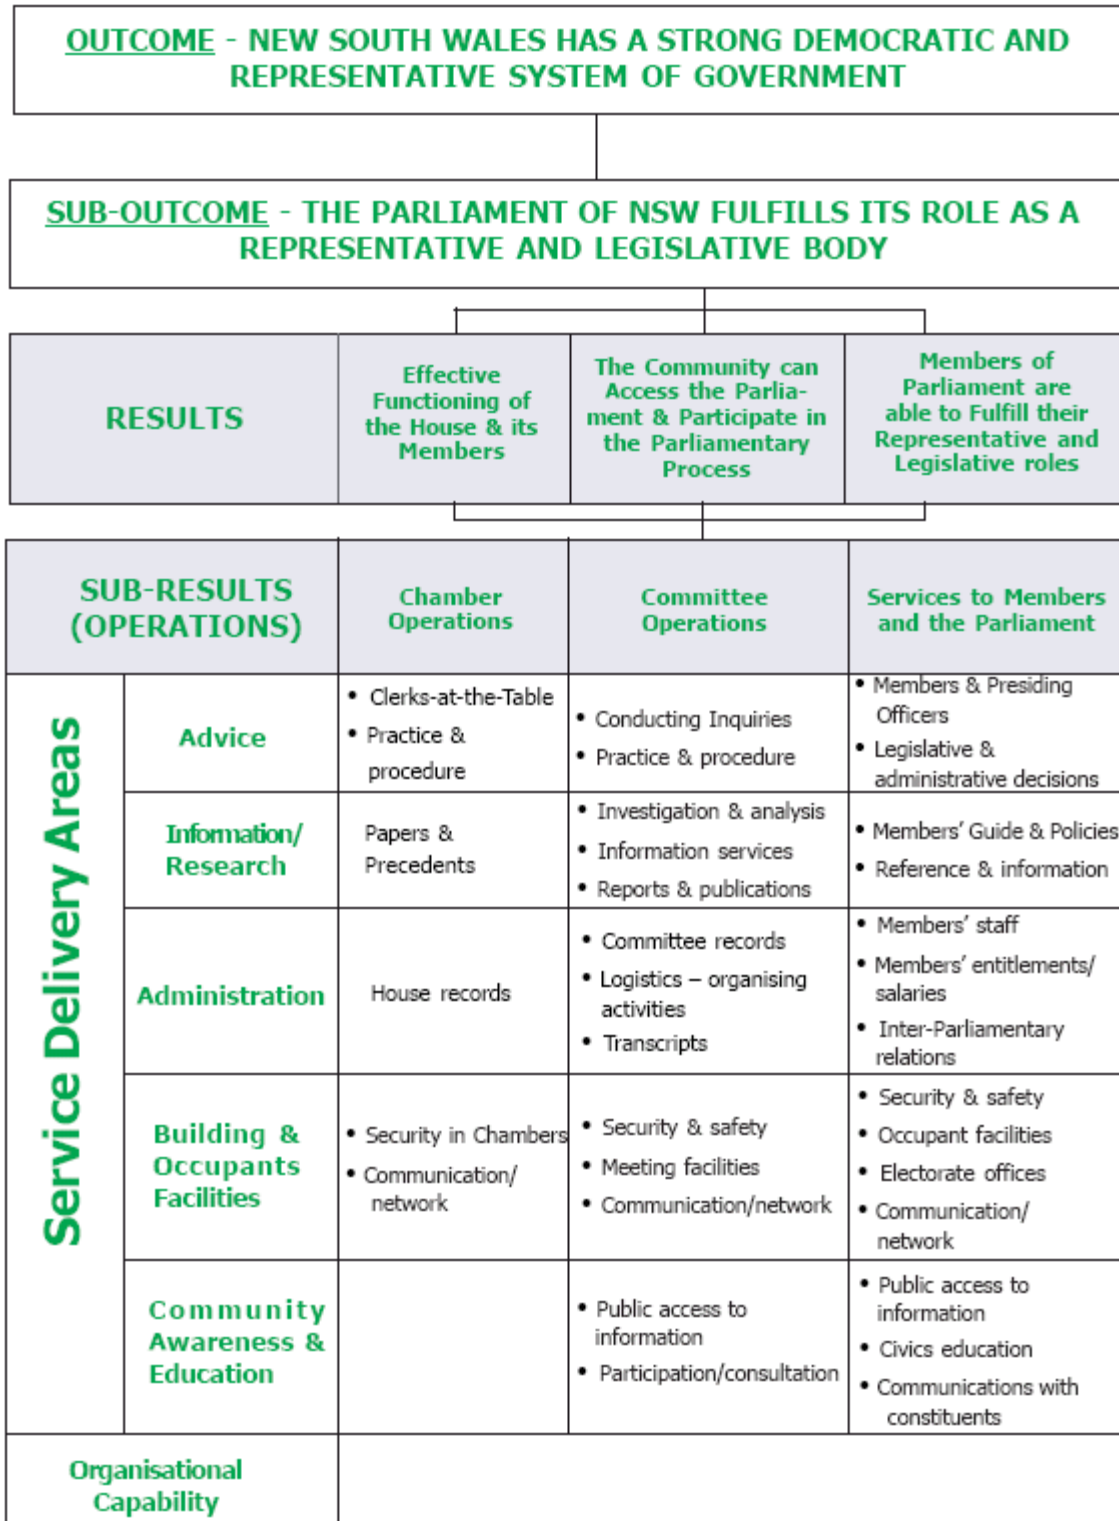 OUTCOME - NEW SOUTH WALES HAS A STRONG DEMOCRATIC AND
REPRESENTATIVE SYSTEM OF GOVERNMENT
SUB-OUTCOME - THE PARLIAMENT OF NSW FULFILLS ITS ROLE AS A
REPRESENTATIVE AND LEGISLATIVE BODY
RESULTS
Effective
Functioning of
the House & its
Members
The Community can
Access the Parlia-
ment & Participate in
the Parliamentary
Process
Members of
Parliament are
able to Fulfill their
Representative and
Legislative roles
SUB-RESULTS
(OPERATIONS)
Chamber
Operations
Committee
Operations
Services to Members
and the Parliament
Service Delivery Areas
Advice
• Clerks-at-the-Table
• Practice &
procedure
• Conducting Inquiries
• Practice & procedure
• Members & Presiding
Officers
• Legislative &
administrative decisions
Information/
Research
Papers &
Precedents
• Investigation & analysis
• Information services
• Reports & publications
• Members' Guide & Policies
• Reference & information
Administration
House records
• Committee records
• Logistics – organising
activities
• Transcripts
• Members' staff
• Members' entitlements/
salaries
• Inter-Parliamentary
relations
Building &
Occupants
Facilities
• Security in Chambers
• Communication/
network
• Security & safety
• Meeting facilities
• Communication/network
• Security & safety
• Occupant facilities
• Electorate offices
• Communication/
network
Community
Awareness &
Education
• Public access to
information
• Participation/consultation
• Public access to
information
• Civics education
• Communications with
constituents
Organisational
Capability